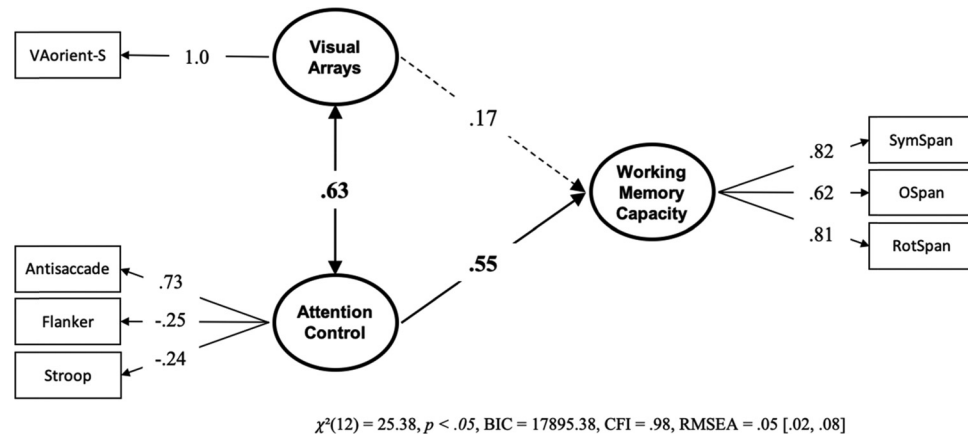 Visual
Arrays
VAorient-S
1.0
.17
SymSpan
.82
Working
Memory
Capacity
.62
OSpan
.63
.81
RotSpan
Antisaccade
.73
.55
Flanker
-.25
Attention
Control
Stroop
-.24
χ²(12) = 25.38, p < .05, BIC = 17895.38, CFI = .98, RMSEA = .05 [.02, .08]